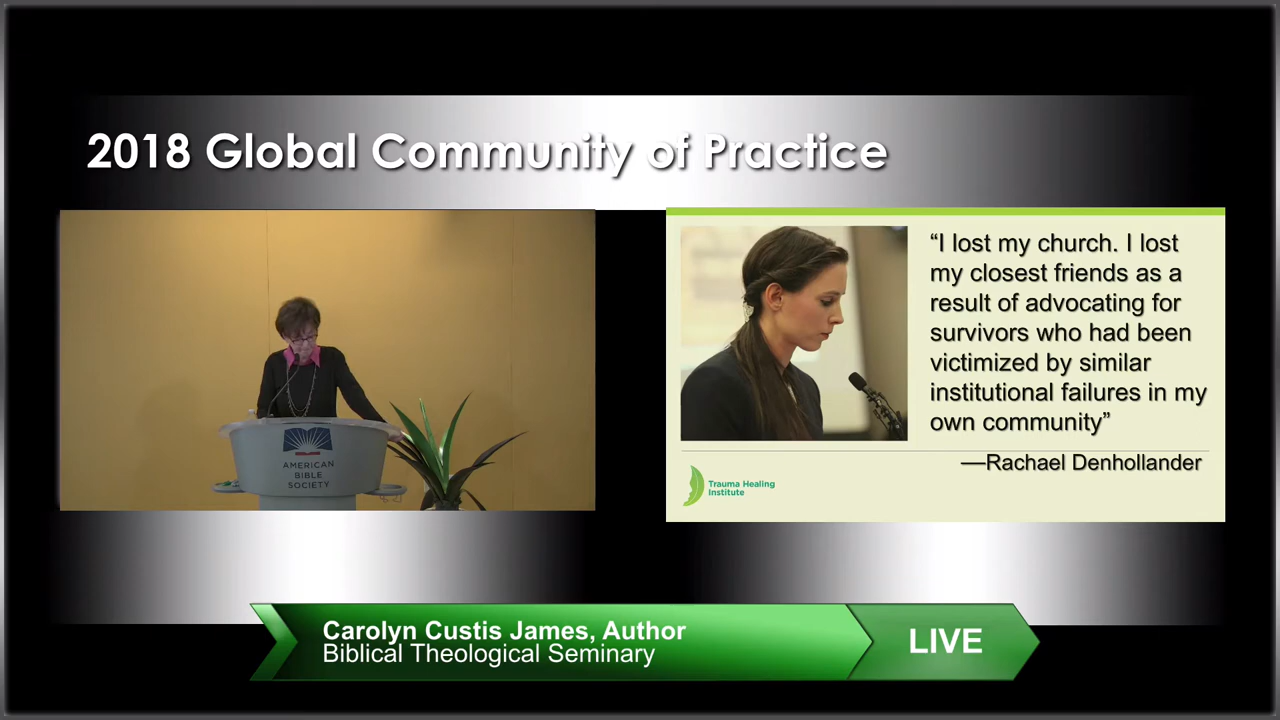 2018 Global Community of Practice
AMERICAN
BIBLE
SOCIETY
“I lost my church. I lost
my closest friends as a
result of advocating for
survivors who had been
victimized by similar
institutional failures in my
own community”
—Rachael Denhollander
Trauma Healing
Institute
Carolyn Custis James, Author
Biblical Theological Seminary
LIVE